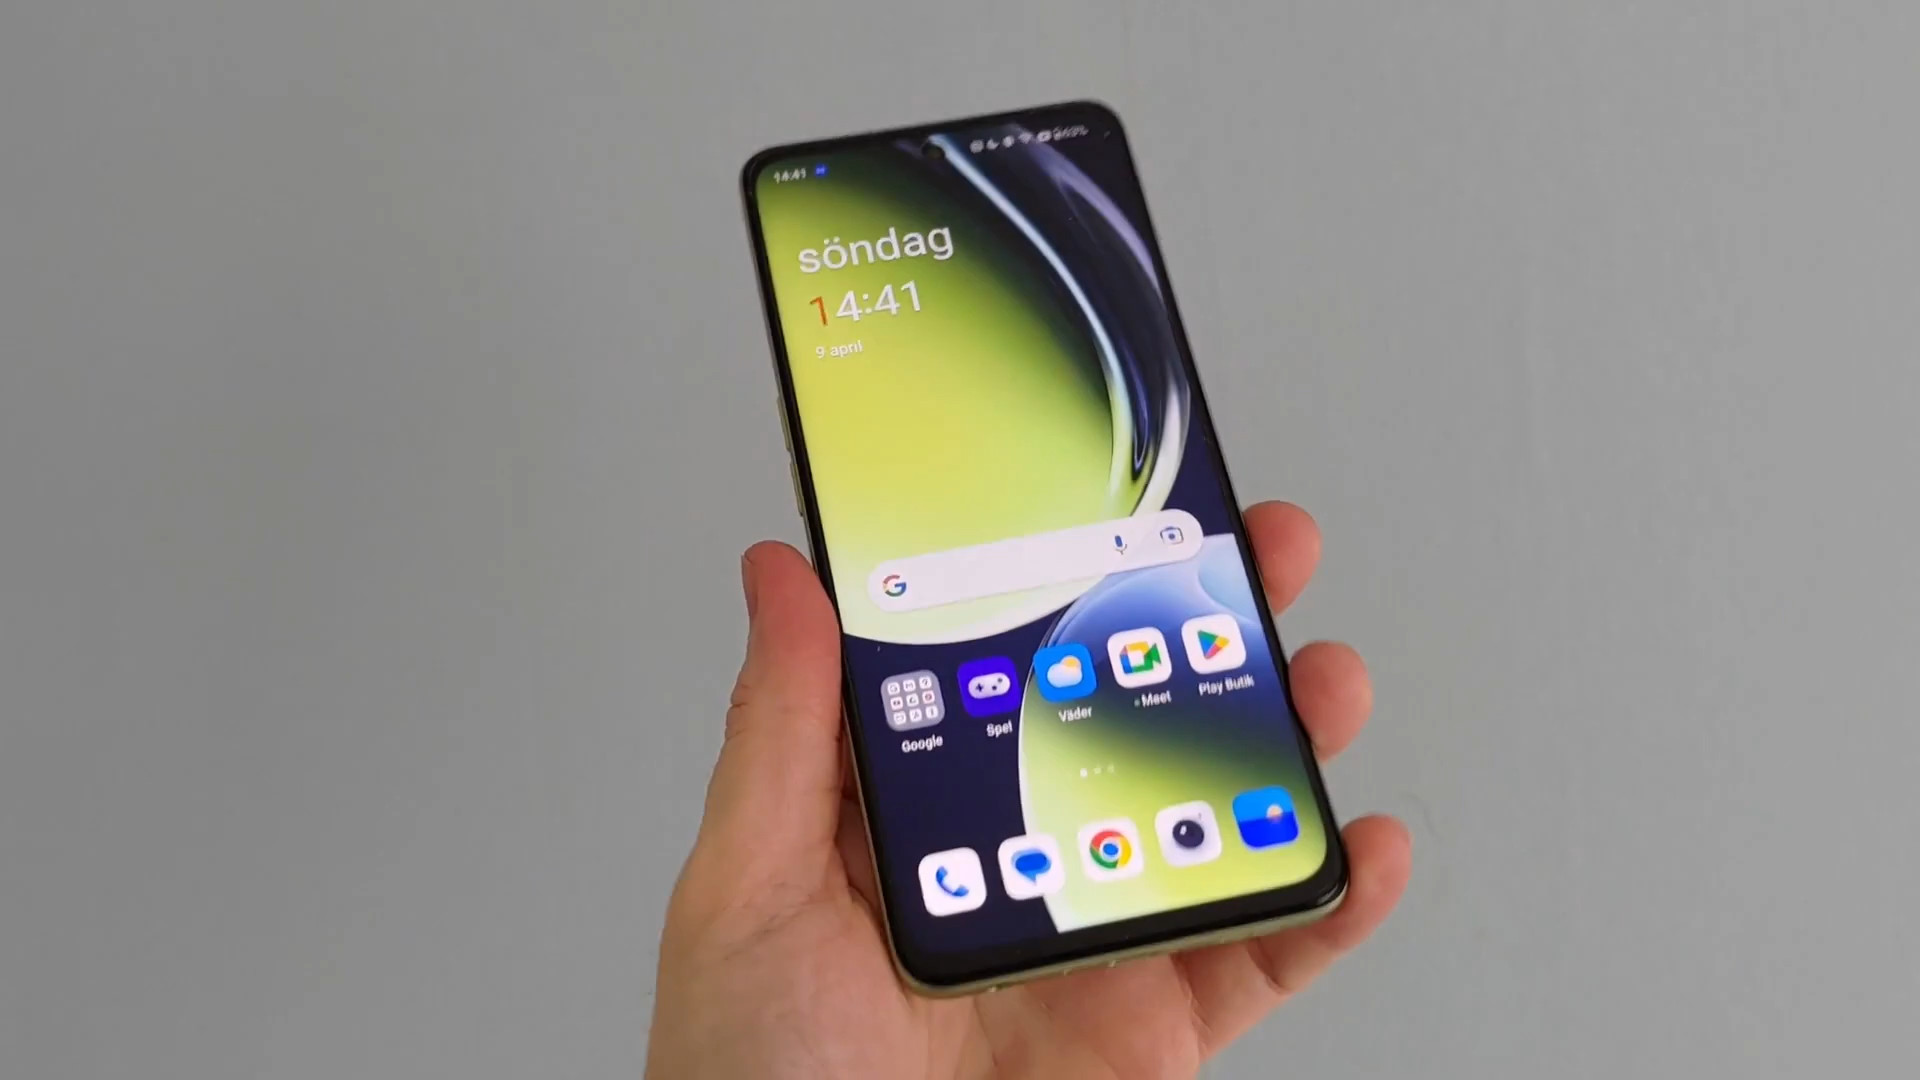 14:41
söndag
14:41
9 april
G
Google
Spel
Väder
Meet
Play Butik